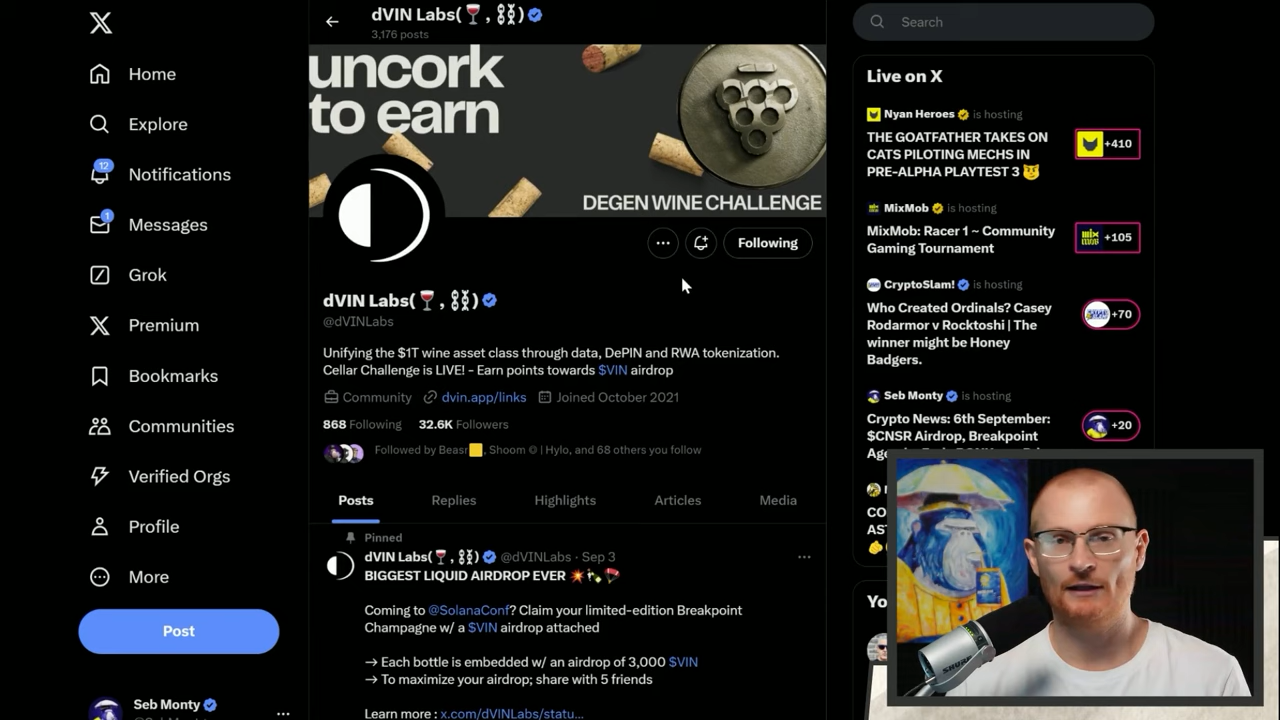 Home
Explore
12
Notifications
1
Messages
Grok
Premium
Bookmarks
Communities
Verified Orgs
Profile
More
Post
Seb Monty
dVIN Labs(🍷, ⛓⛓)
3,176 posts
uncork
to earn
DEGEN WINE CHALLENGE
Following
dVIN Labs(🍷, ⛓⛓)
@dVINLabs
Unifying the $1T wine asset class through data, DePIN and RWA tokenization.
Cellar Challenge is LIVE! - Earn points towards $VIN airdrop
Community dvin.app/links Joined October 2021
868 Following 32.6K Followers
Followed by Beasr🟨, Shoom © | Hylo, and 68 others you follow
Posts Replies Highlights Articles Media
Pinned
dVIN Labs(🍷, ⛓⛓) @dVINLabs · Sep 3
BIGGEST LIQUID AIRDROP EVER 💥🍾🪂
Coming to @SolanaConf? Claim your limited-edition Breakpoint
Champagne w/ a $VIN airdrop attached
→ Each bottle is embedded w/ an airdrop of 3,000 $VIN
→ To maximize your airdrop; share with 5 friends
Learn more : x.com/dVINLabs/statu...
Search
Live on X
Nyan Heroes is hosting
THE GOATFATHER TAKES ON
CATS PILOTING MECHS IN
PRE-ALPHA PLAYTEST 3 😼
+410
MixMob is hosting
MixMob: Racer 1 ~ Community
Gaming Tournament
+105
CryptoSlam! is hosting
Who Created Ordinals? Casey
Rodarmor v Rocktoshi | The
winner might be Honey
Badgers.
+70
Seb Monty is hosting
Crypto News: 6th September:
$CNSR Airdrop, Breakpoint
+20
SHURE